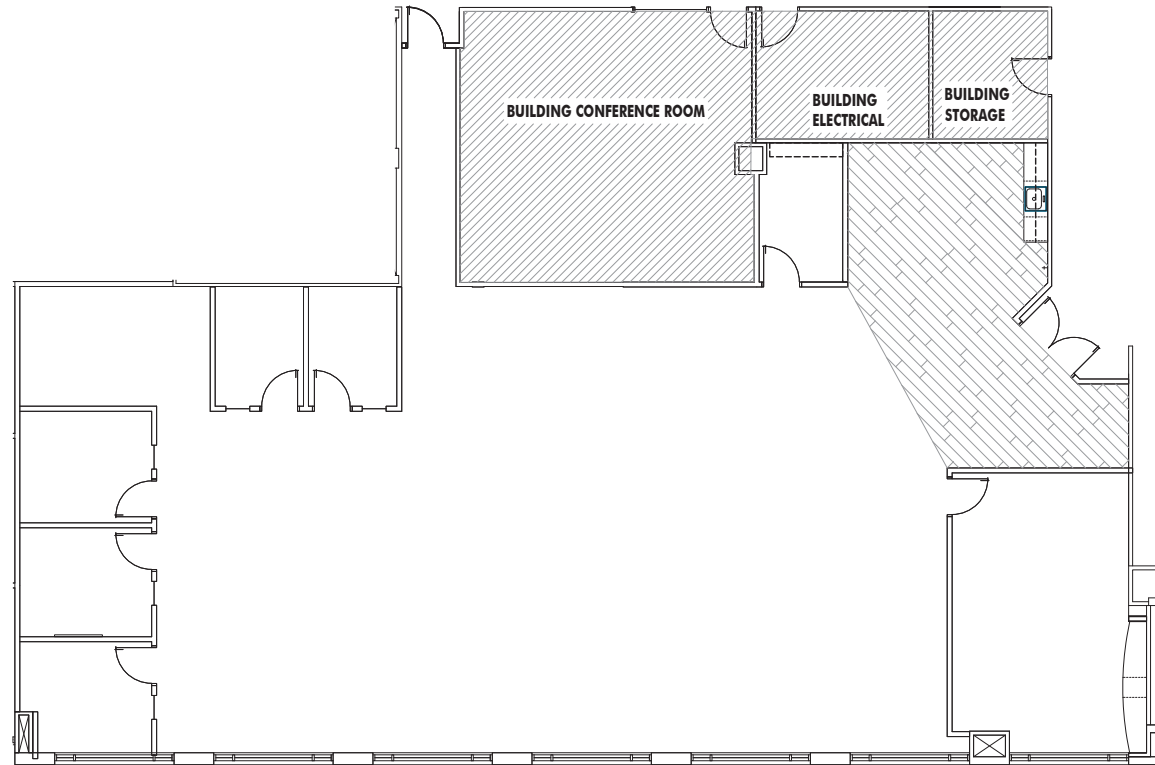 BUILDING CONFERENCE ROOM
BUILDING
ELECTRICAL
BUILDING
STORAGE